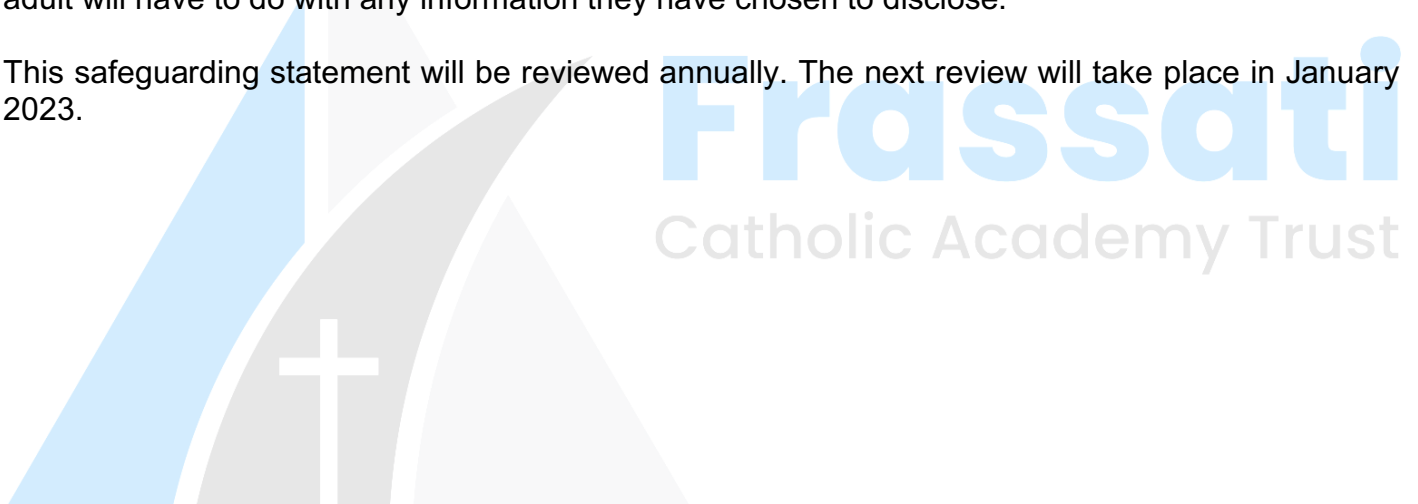 adult will have to do with any information they have chosen to disclose.
This safeguarding statement will be reviewed annually. The next review will take place in January
2023.
Frassati
Catholic Academy Trust